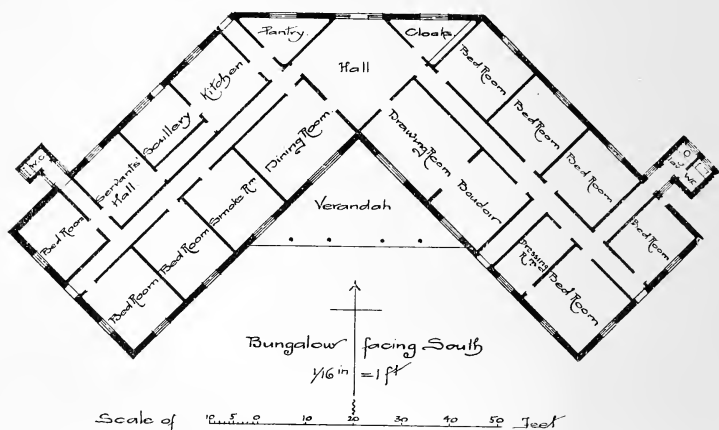 Pantry.
Cloaks.
Hall
Kitchen
Scullery
Servants'
Hall
W.C
Bed Room
Bed Room
Bed Room
Smoke Rm
Dining Room.
Verandah
Drawing Room
Boudoir
Bed Room
Bed Room
Bed Room
W.C
Bed Room
Dressing
Room
Bed Room
Bungalow facing South
1/16 in = 1 ft
Scale of 10 5 0 10 20 30 40 50 Feet